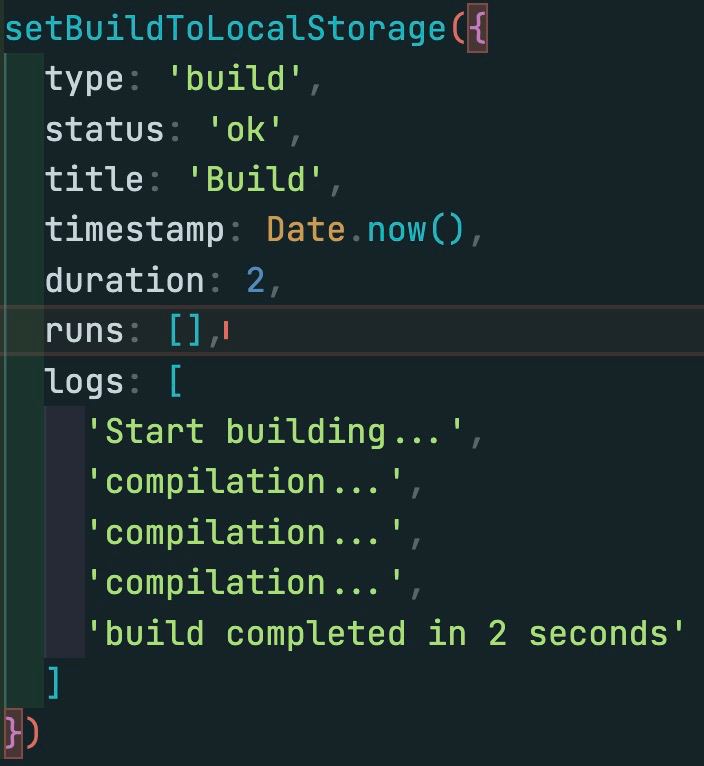 setBuildToLocalStorage({
type: 'build',
status: 'ok',
title: 'Build',
timestamp: Date.now(),
duration: 2,
runs: [],
logs: [
'Start building...',
'compilation...',
'compilation...',
'compilation...',
'build completed in 2 seconds'
]
})